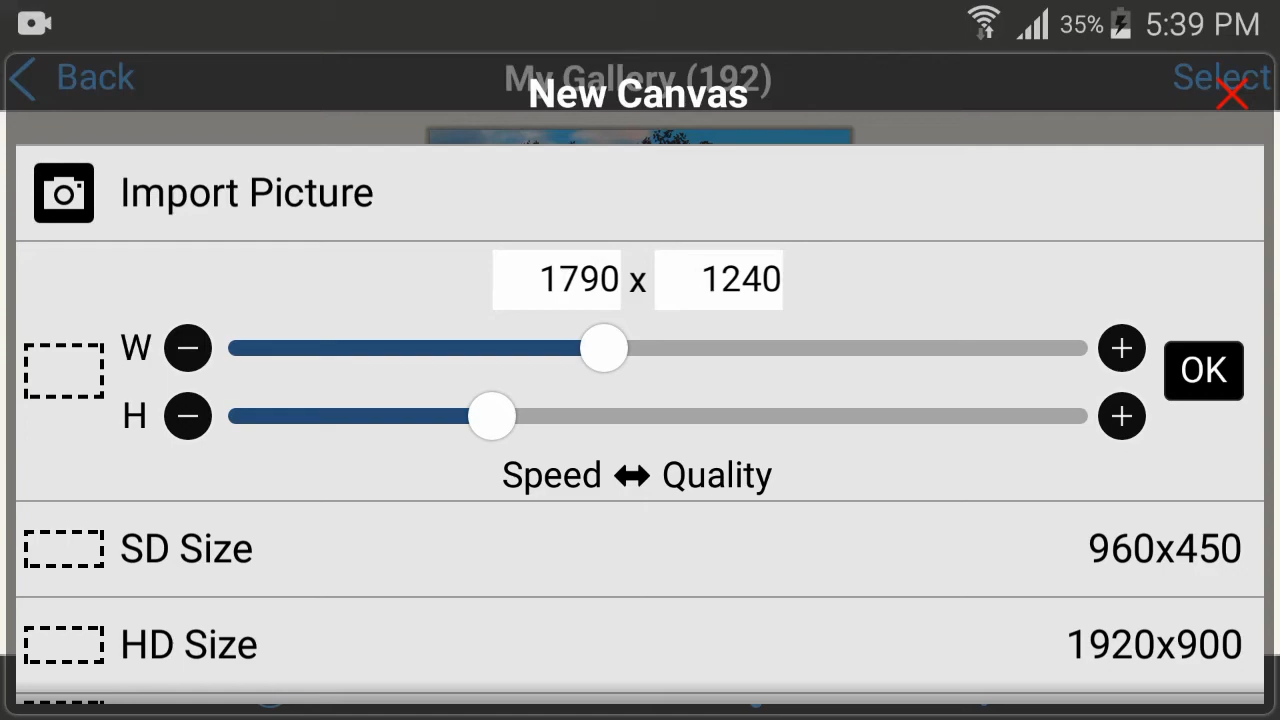 35% 5:39 PM
Back My Gallery (192) Select
New Canvas
Import Picture
1790 x 1240
W
OK
H
Speed Quality
SD Size 960x450
HD Size 1920x900